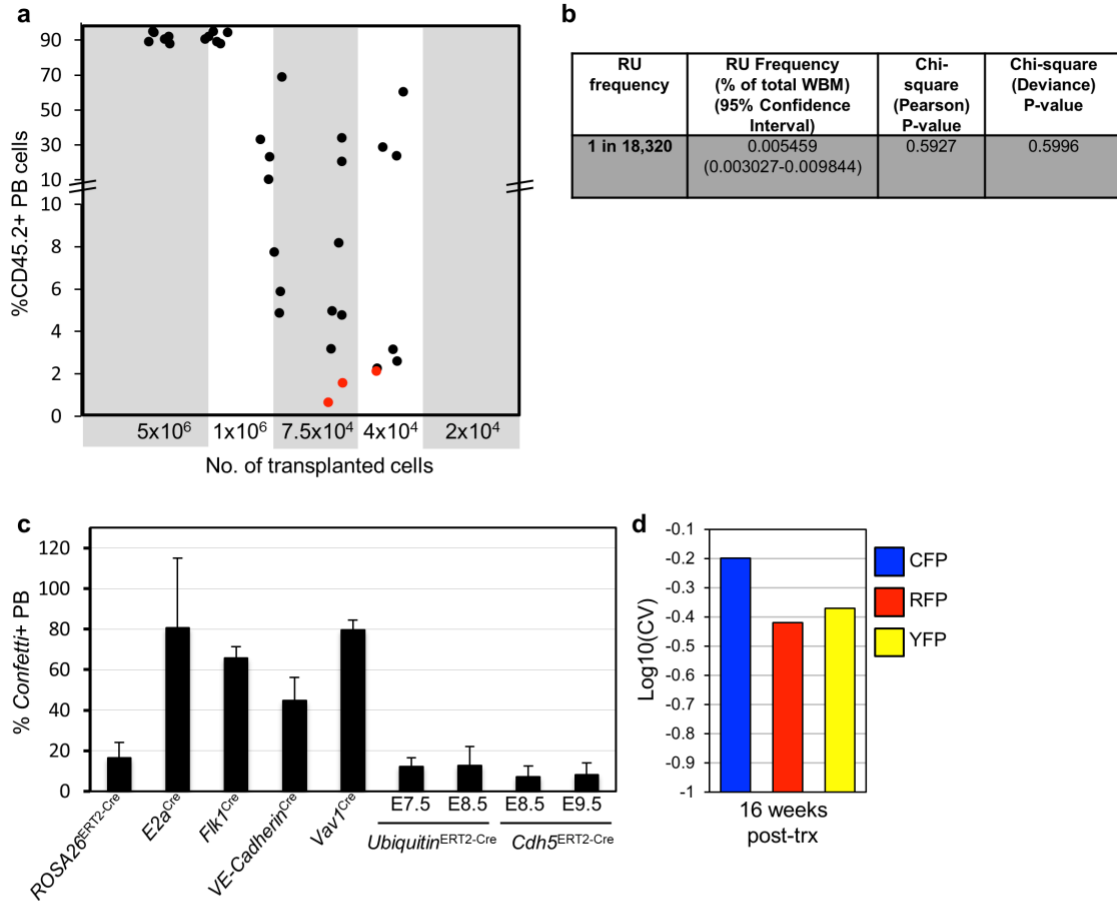 a
90
70
50
30
10
10
8
6
4
2
0
%CD45.2+ PB cells
5x10⁶ 1x10⁶ 7.5x10⁴ 4x10⁴ 2x10⁴
No. of transplanted cells
b
RU frequency
RU Frequency (% of total WBM) (95% Confidence Interval)
Chi-square (Pearson) P-value
Chi-square (Deviance) P-value
1 in 18,320
0.005459
(0.003027-0.009844)
0.5927
0.5996
c
120
100
80
60
40
20
0
% Confetti+ PB
ROSA26ᴱᴿᵀ²⁻ᶜʳᵉ
E2aᶜʳᵉ
Flk1ᶜʳᵉ
VE-Cadherinᶜʳᵉ
Vav1ᶜʳᵉ
E7.5 E8.5 E8.5 E9.5
Ubiquitinᴱᴿᵀ²⁻ᶜʳᵉ Cdh5ᴱᴿᵀ²⁻ᶜʳᵉ
d
-0.1
-0.2
-0.3
-0.4
-0.5
-0.6
-0.7
-0.8
-0.9
-1
Log10(CV)
16 weeks
post-trx
CFP
RFP
YFP